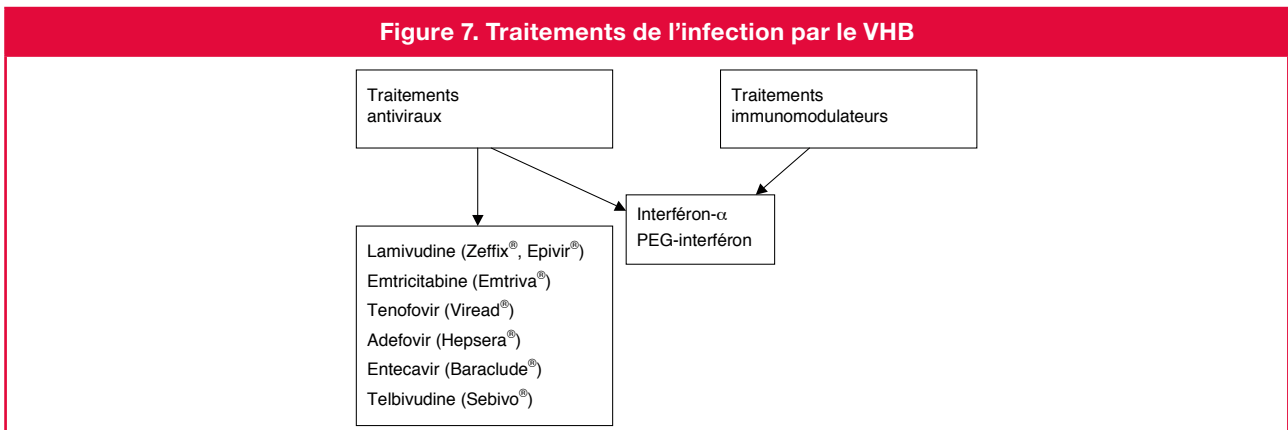 Figure 7. Traitements de l’infection par le VHB
Traitements
antiviraux
Traitements
immunomodulateurs
Interféron-α
PEG-interféron
Lamivudine (Zeffix®, Epivir®)
Emtricitabine (Emtriva®)
Tenofovir (Viread®)
Adefovir (Hepsera®)
Entecavir (Baraclude®)
Telbivudine (Sebivo®)